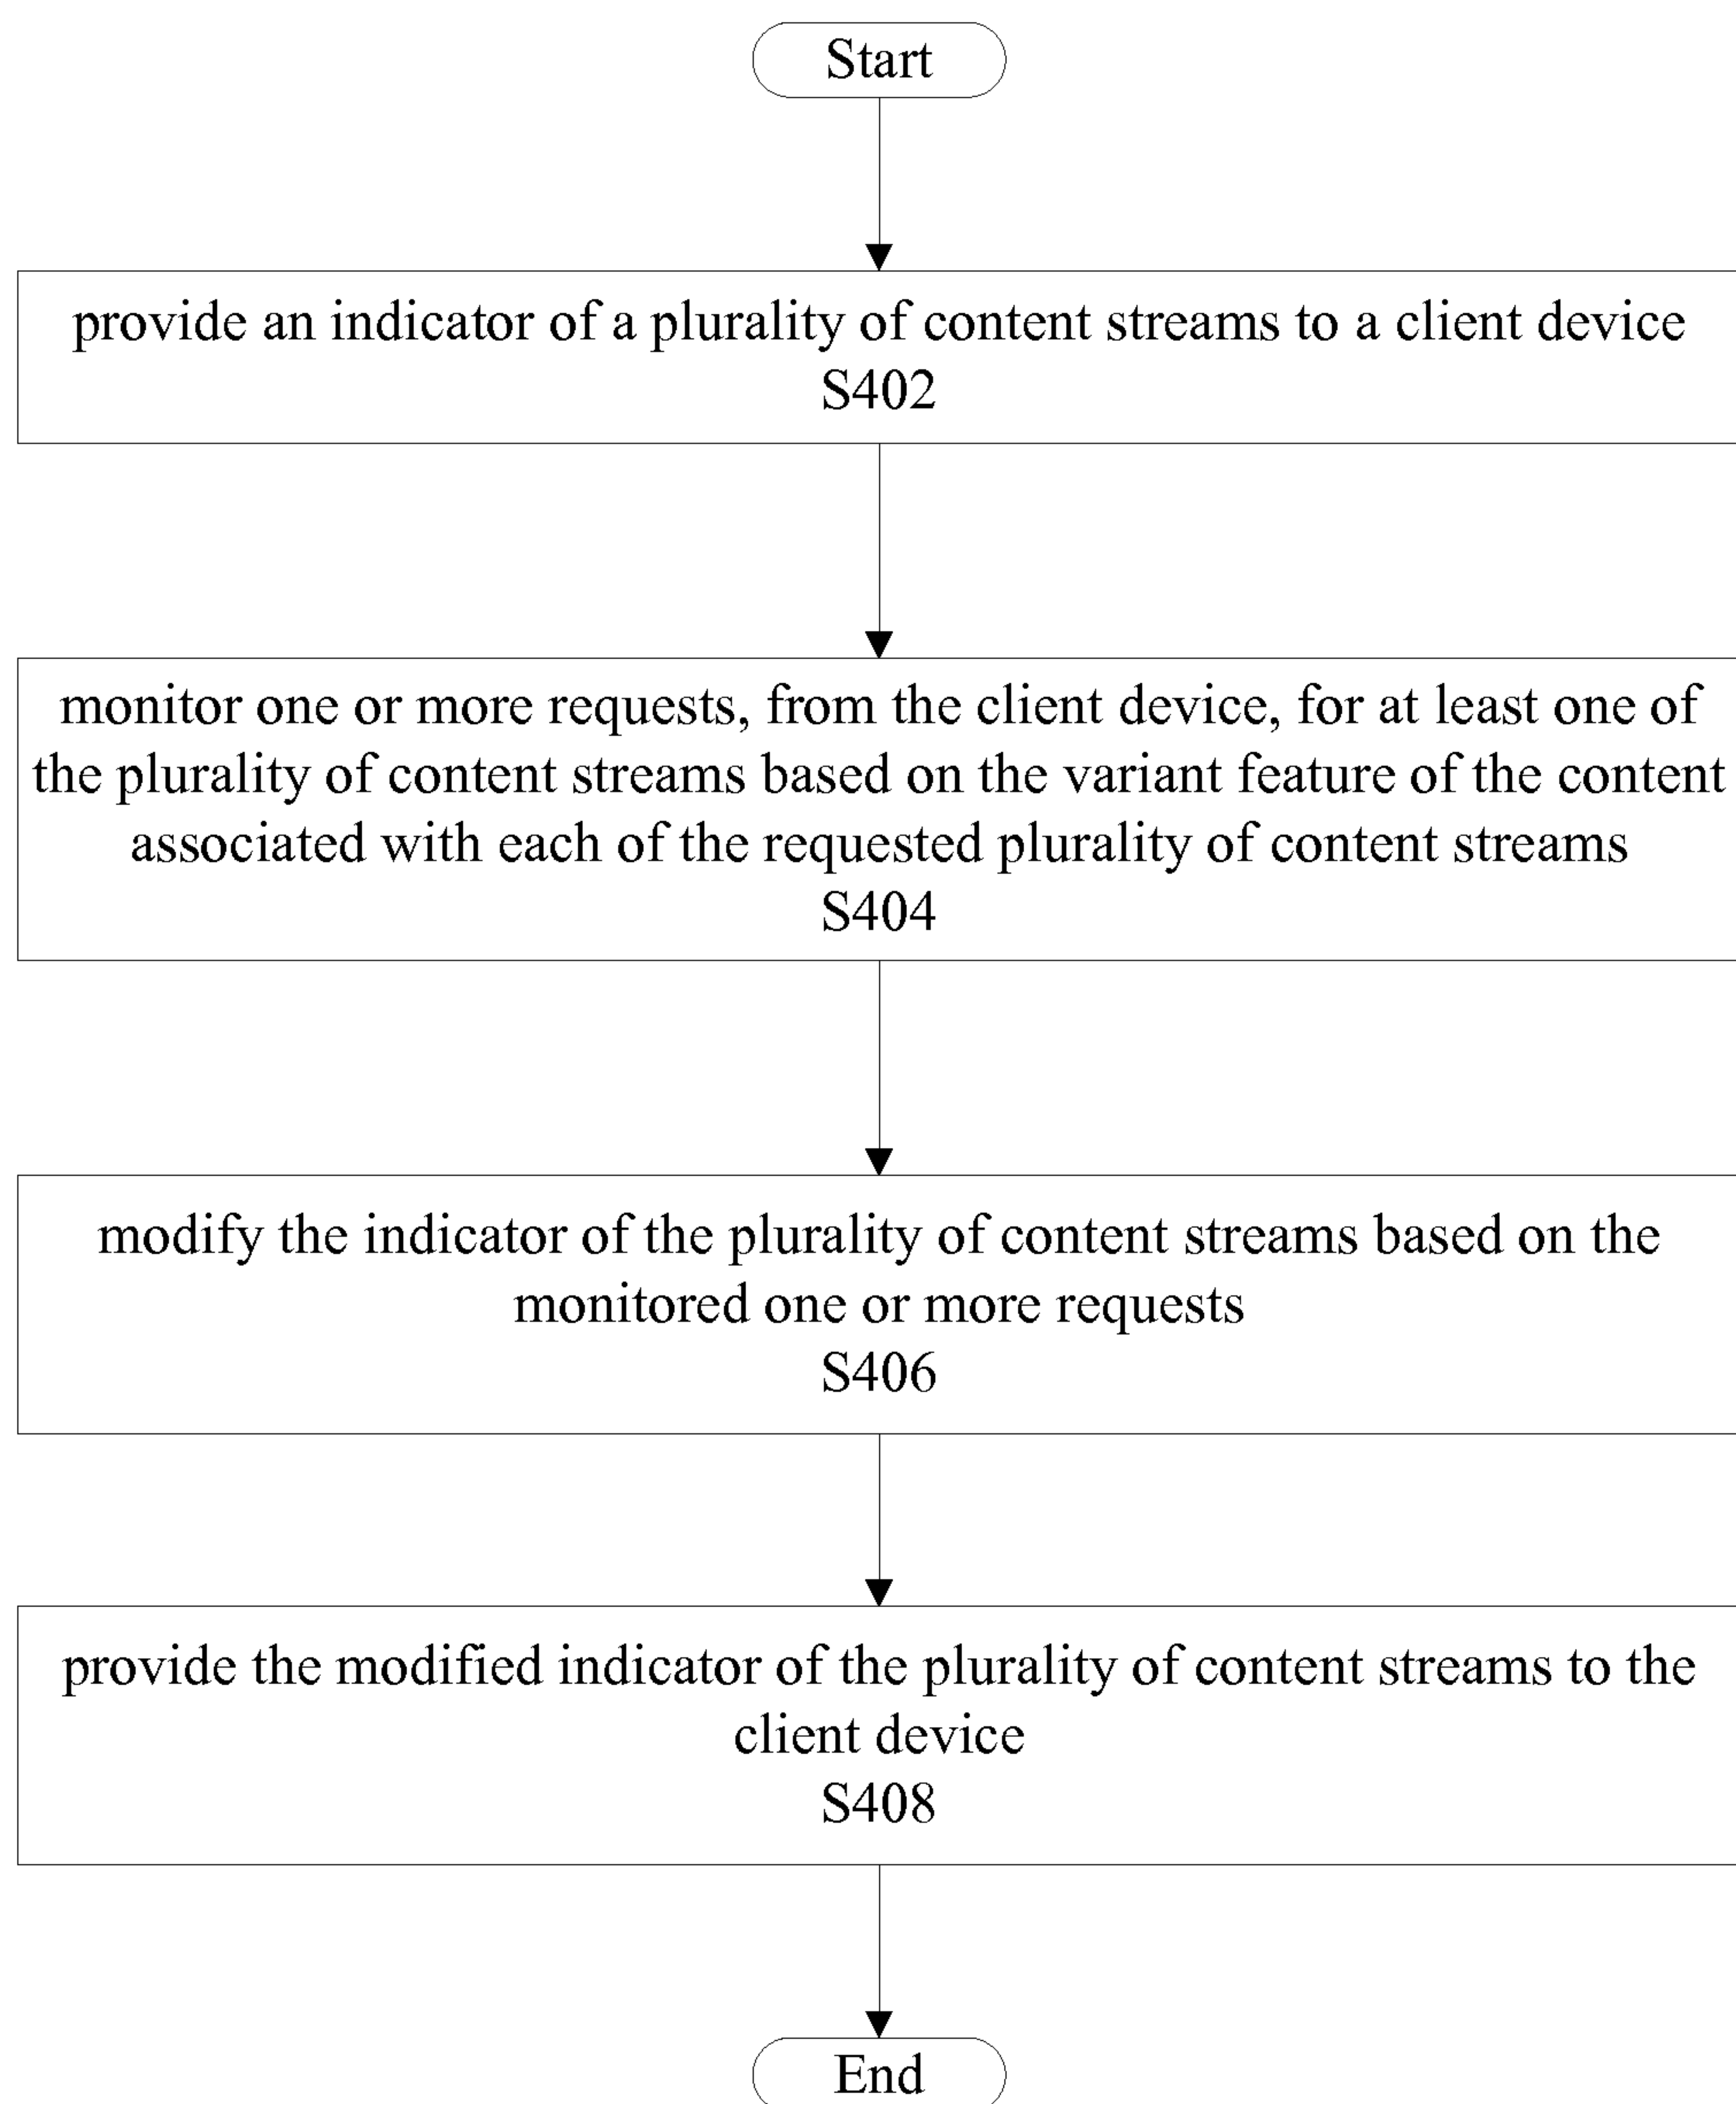 Start
provide an indicator of a plurality of content streams to a client device
S402
monitor one or more requests, from the client device, for at least one of
the plurality of content streams based on the variant feature of the content
associated with each of the requested plurality of content streams
S404
modify the indicator of the plurality of content streams based on the
monitored one or more requests
S406
provide the modified indicator of the plurality of content streams to the
client device
S408
End